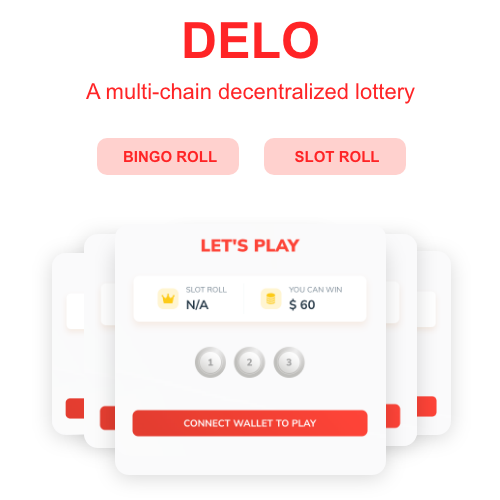 DELO
A multi-chain decentralized lottery
BINGO ROLL
SLOT ROLL
LET'S PLAY
SLOT ROLL
N/A
YOU CAN WIN
$ 60
1 2 3
CONNECT WALLET TO PLAY